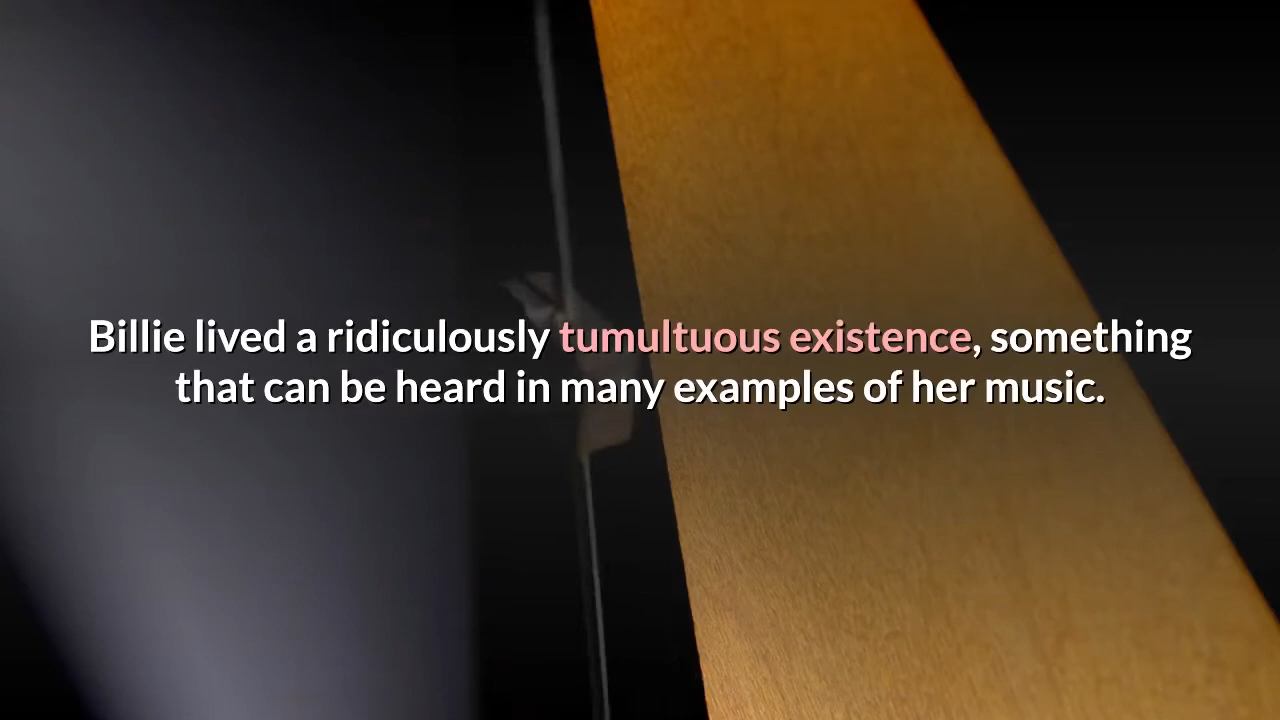 Billie lived a ridiculously tumultuous existence, something
that can be heard in many examples of her music.